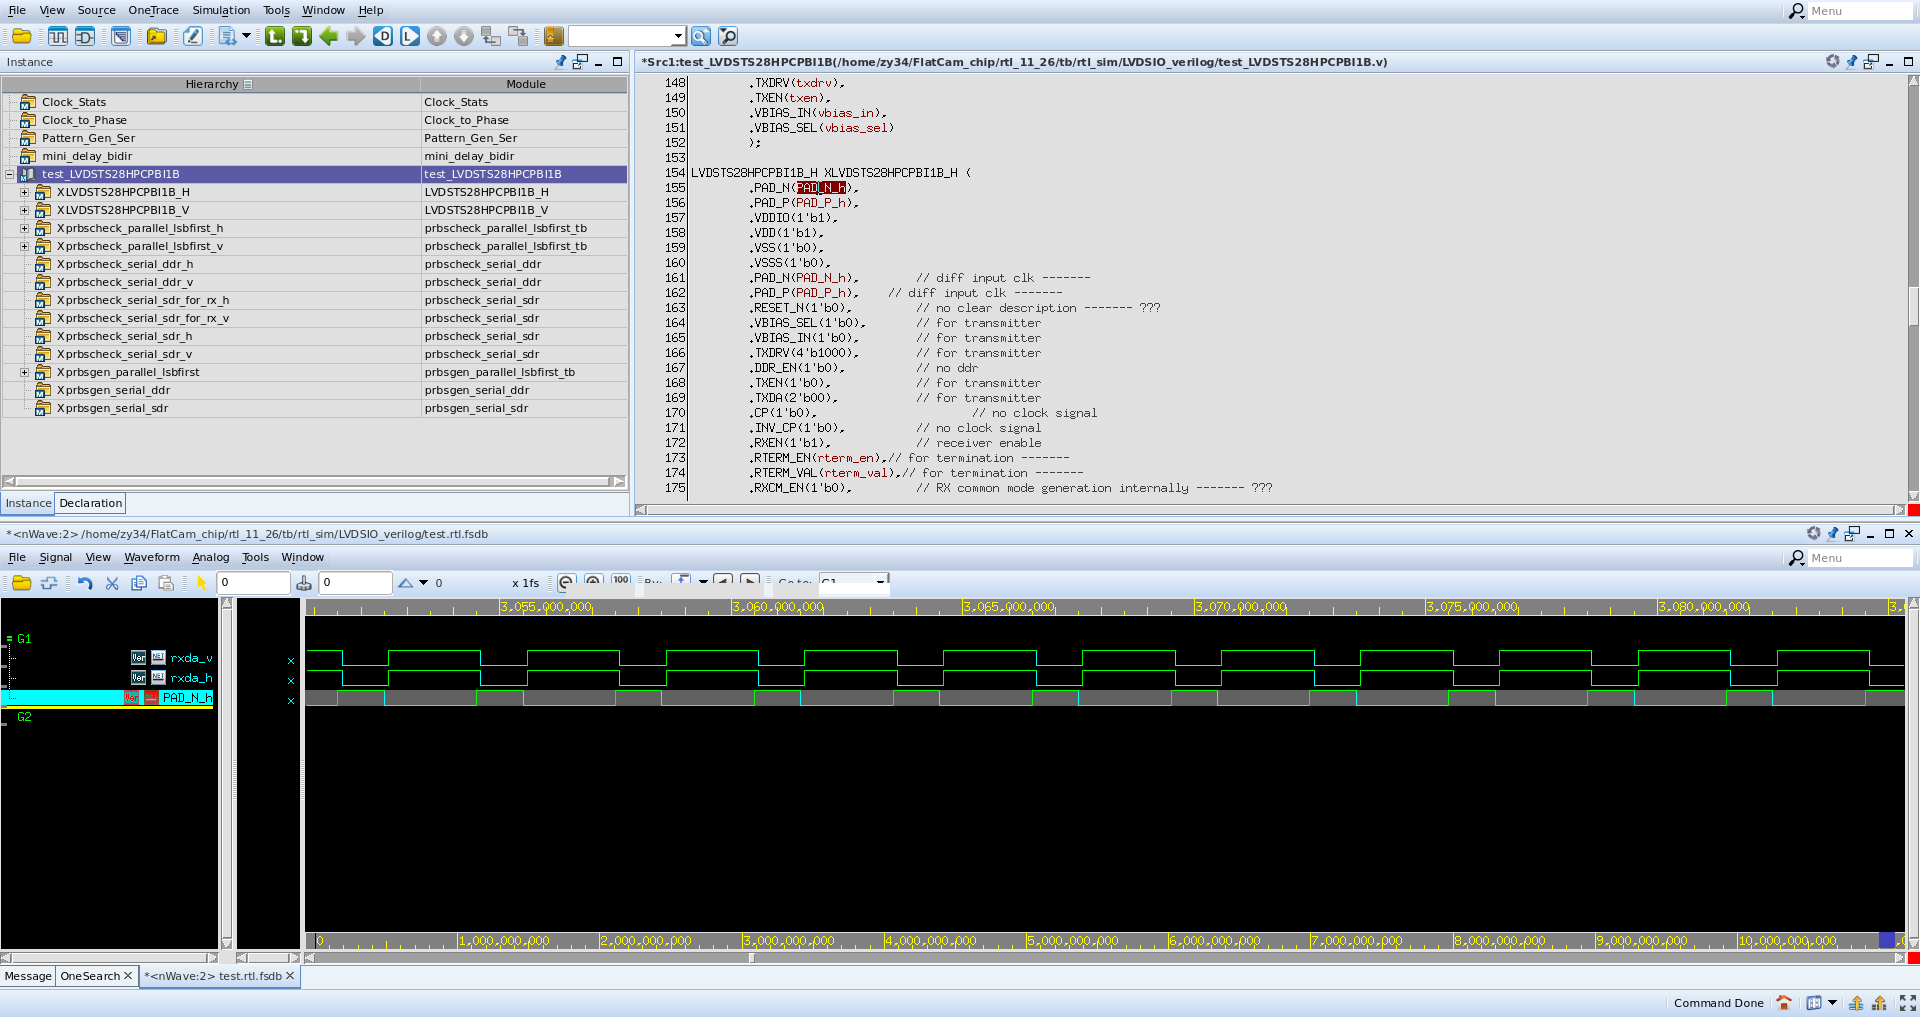 File View Source OneTrace Simulation Tools Window Help Menu
Instance
Hierarchy Module
Clock_Stats Clock_Stats
Clock_to_Phase Clock_to_Phase
Pattern_Gen_Ser Pattern_Gen_Ser
mini_delay_bidir mini_delay_bidir
test_LVDSTS28HPCPBI1B test_LVDSTS28HPCPBI1B
XLVDSTS28HPCPBI1B_H LVDSTS28HPCPBI1B_H
XLVDSTS28HPCPBI1B_V LVDSTS28HPCPBI1B_V
Xprbscheck_parallel_lsbfirst_h prbscheck_parallel_lsbfirst_tb
Xprbscheck_parallel_lsbfirst_v prbscheck_parallel_lsbfirst_tb
Xprbscheck_serial_ddr_h prbscheck_serial_ddr
Xprbscheck_serial_ddr_v prbscheck_serial_ddr
Xprbscheck_serial_sdr_for_rx_h prbscheck_serial_sdr
Xprbscheck_serial_sdr_for_rx_v prbscheck_serial_sdr
Xprbscheck_serial_sdr_h prbscheck_serial_sdr
Xprbscheck_serial_sdr_v prbscheck_serial_sdr
Xprbsgen_parallel_lsbfirst prbsgen_parallel_lsbfirst_tb
Xprbsgen_serial_ddr prbsgen_serial_ddr
Xprbsgen_serial_sdr prbsgen_serial_sdr
Instance Declaration
*Src1:test_LVDSTS28HPCPBI1B(/home/zy34/FlatCam_chip/rtl_11_26/tb/rtl_sim/LVDSIO_verilog/test_LVDSTS28HPCPBI1B.v)
148 .TXDRV(txdrv),
149 .TXEN(txen),
150 .VBIAS_IN(vbias_in),
151 .VBIAS_SEL(vbias_sel)
152 );
153
154 LVDSTS28HPCPBI1B_H XLVDSTS28HPCPBI1B_H (
155 .PAD_N(PAD_N_h),
156 .PAD_P(PAD_P_h),
157 .VDDIO(1'b1),
158 .VDD(1'b1),
159 .VSS(1'b0),
160 .VSSS(1'b0),
161 .PAD_N(PAD_N_h), // diff input clk -------
162 .PAD_P(PAD_P_h), // diff input clk -------
163 .RESET_N(1'b0), // no clear description ------- ???
164 .VBIAS_SEL(1'b0), // for transmitter
165 .VBIAS_IN(1'b0), // for transmitter
166 .TXDRV(4'b1000), // for transmitter
167 .DDR_EN(1'b0), // no ddr
168 .TXEN(1'b0), // for transmitter
169 .TXDA(2'b00), // for transmitter
170 .CP(1'b0), // no clock signal
171 .INV_CP(1'b0), // no clock signal
172 .RXEN(1'b1), // receiver enable
173 .RTERM_EN(rterm_en),// for termination -------
174 .RTERM_VAL(rterm_val),// for termination -------
175 .RXCM_EN(1'b0), // RX common mode generation internally ------- ???
*<nWave:2> /home/zy34/FlatCam_chip/rtl_11_26/tb/rtl_sim/LVDSIO_verilog/test.rtl.fsdb
File Signal View Waveform Analog Tools Window Menu
0 0 0 x 1fs 100 By: Go to: G1
3,055,000,000 3,060,000,000 3,065,000,000 3,070,000,000 3,075,000,000 3,080,000,000
G1
rxda_v x
rxda_h x
PAD_N_h x
G2
0 1,000,000,000 2,000,000,000 3,000,000,000 4,000,000,000 5,000,000,000 6,000,000,000 7,000,000,000 8,000,000,000 9,000,000,000 10,000,000,000
Message OneSearch *<nWave:2> test.rtl.fsdb
Command Done